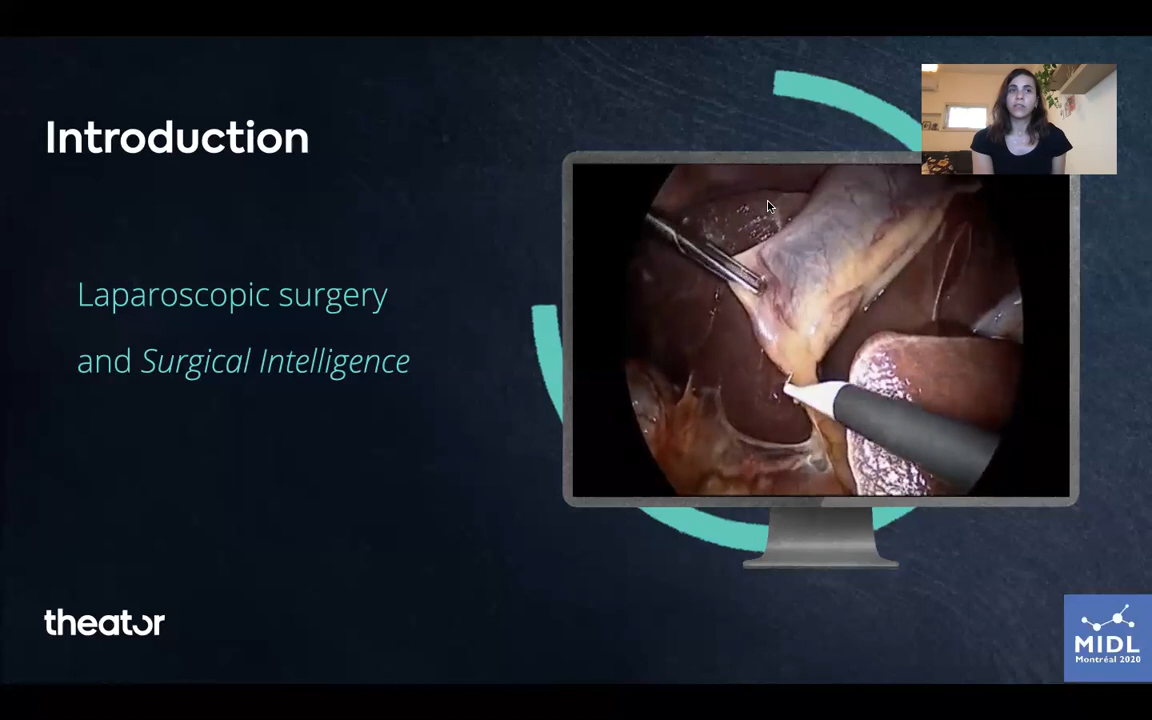 Introduction
Laparoscopic surgery
and Surgical Intelligence
theator
MIDL
Montréal 2020